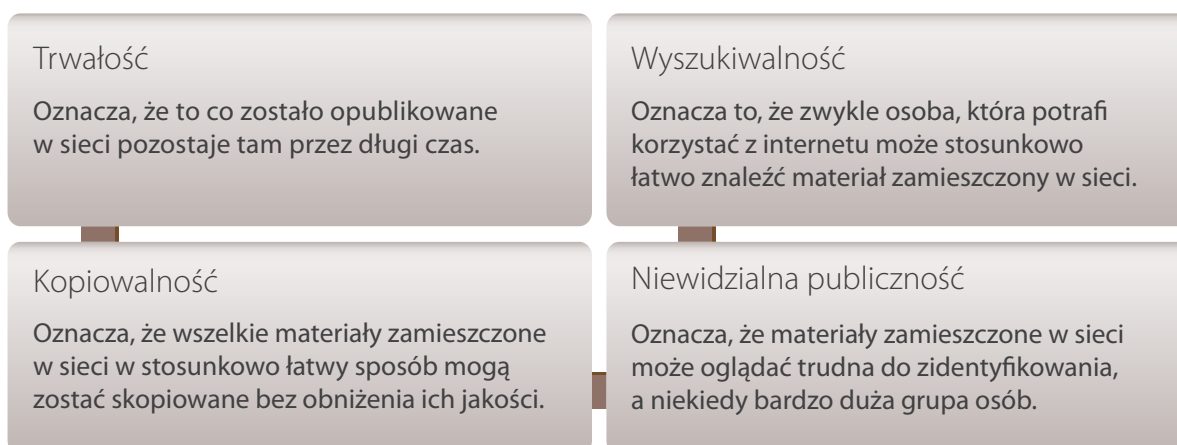 Trwałość
Oznacza, że to co zostało opublikowane
w sieci pozostaje tam przez długi czas.
Wyszukiwalność
Oznacza to, że zwykle osoba, która potrafi
korzystać z internetu może stosunkowo
łatwo znaleźć materiał zamieszczony w sieci.
Kopiowalność
Oznacza, że wszelkie materiały zamieszczone
w sieci w stosunkowo łatwy sposób mogą
zostać skopiowane bez obniżenia ich jakości.
Niewidzialna publiczność
Oznacza, że materiały zamieszczone w sieci
może oglądać trudna do zidentyfikowania,
a niekiedy bardzo duża grupa osób.